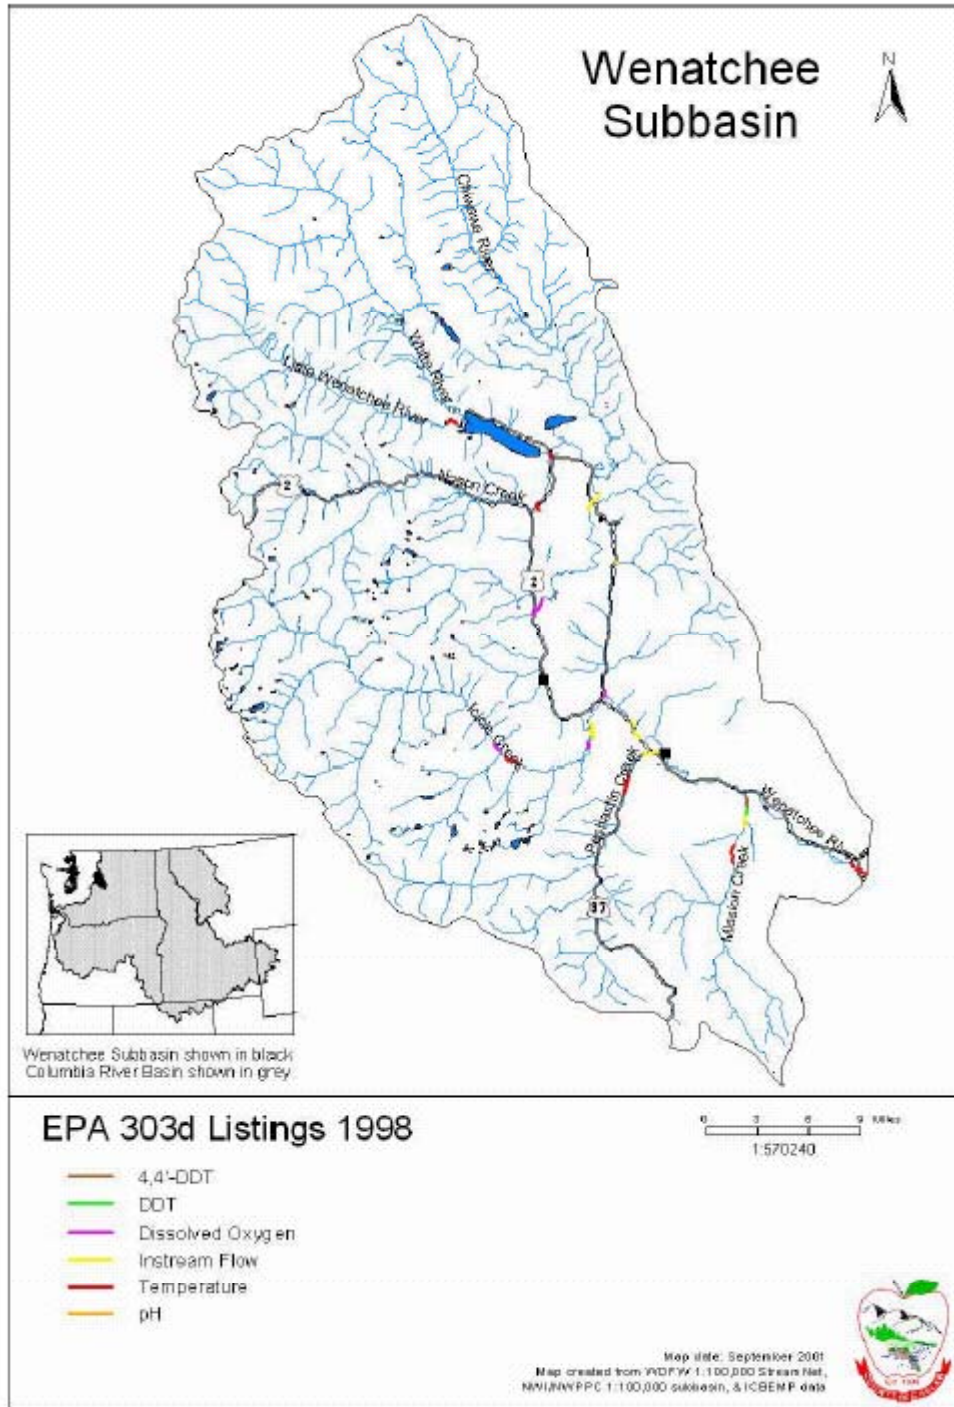 Wenatchee
Subbasin
N
Chiwawa River
White River
Little Wenatchee River
Nason Creek
2
2
Icicle Creek
Peshastin Creek
Wenatchee River
Mission Creek
97
Wenatchee Subbasin shown in black
Columbia River Basin shown in grey
EPA 303d Listings 1998
0 3 6 9 Miles
1:570240
4,4'-DDT
DDT
Dissolved Oxygen
Instream Flow
Temperature
pH
Map date: September 2001
Map created from WDFW 1:100,000 Stream Net,
NWI/NWPPC 1:100,000 subbasin, & ICBEMP data